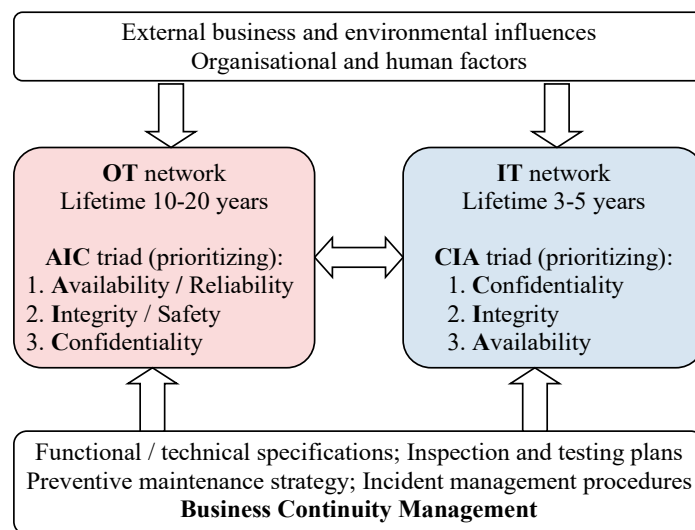 External business and environmental influences
Organisational and human factors
OT network
Lifetime 10-20 years
AIC triad (prioritizing):
1. Availability / Reliability
2. Integrity / Safety
3. Confidentiality
IT network
Lifetime 3-5 years
CIA triad (prioritizing):
1. Confidentiality
2. Integrity
3. Availability
Functional / technical specifications; Inspection and testing plans
Preventive maintenance strategy; Incident management procedures
Business Continuity Management